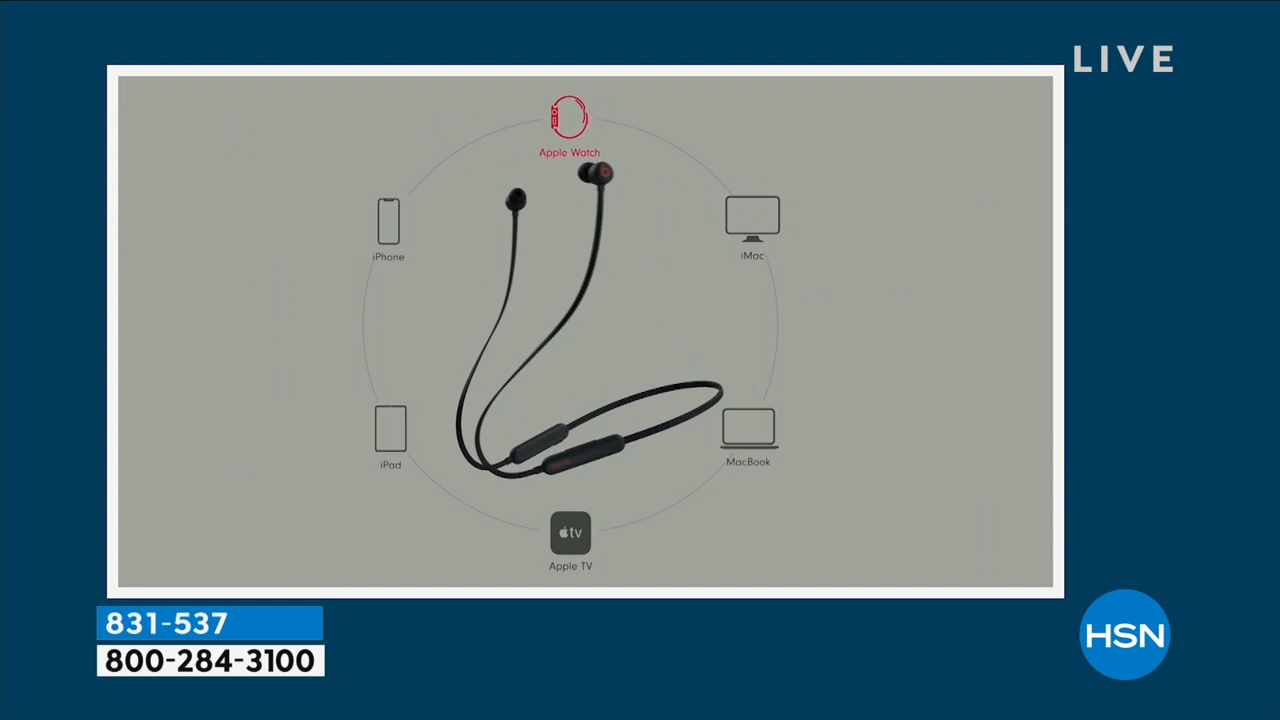 LIVE
Apple Watch
iPhone
iMac
iPad
MacBook
tv
Apple TV
831-537
800-284-3100
HSN